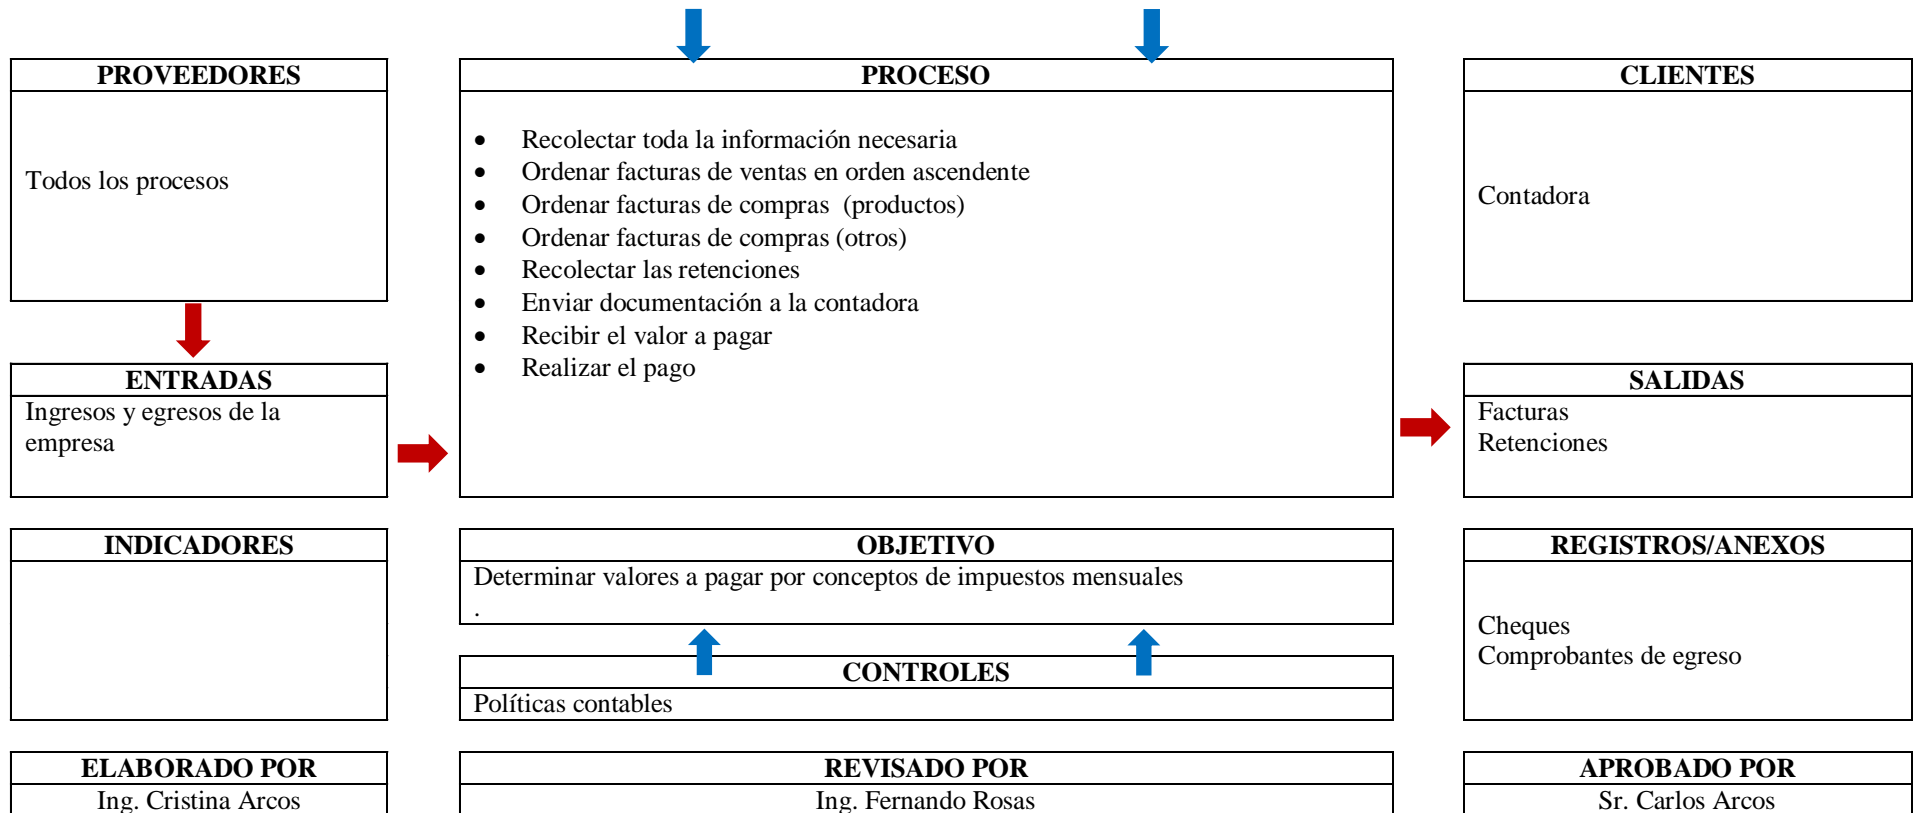 PROVEEDORES
Todos los procesos
ENTRADAS
Ingresos y egresos de la
empresa
PROCESO
• Recolectar toda la información necesaria
• Ordenar facturas de ventas en orden ascendente
• Ordenar facturas de compras  (productos)
• Ordenar facturas de compras (otros)
• Recolectar las retenciones
• Enviar documentación a la contadora
• Recibir el valor a pagar
• Realizar el pago
CLIENTES
Contadora
SALIDAS
Facturas
Retenciones
INDICADORES
OBJETIVO
Determinar valores a pagar por conceptos de impuestos mensuales
.
CONTROLES
Políticas contables
REGISTROS/ANEXOS
Cheques
Comprobantes de egreso
ELABORADO POR
Ing. Cristina Arcos
REVISADO POR
Ing. Fernando Rosas
APROBADO POR
Sr. Carlos Arcos